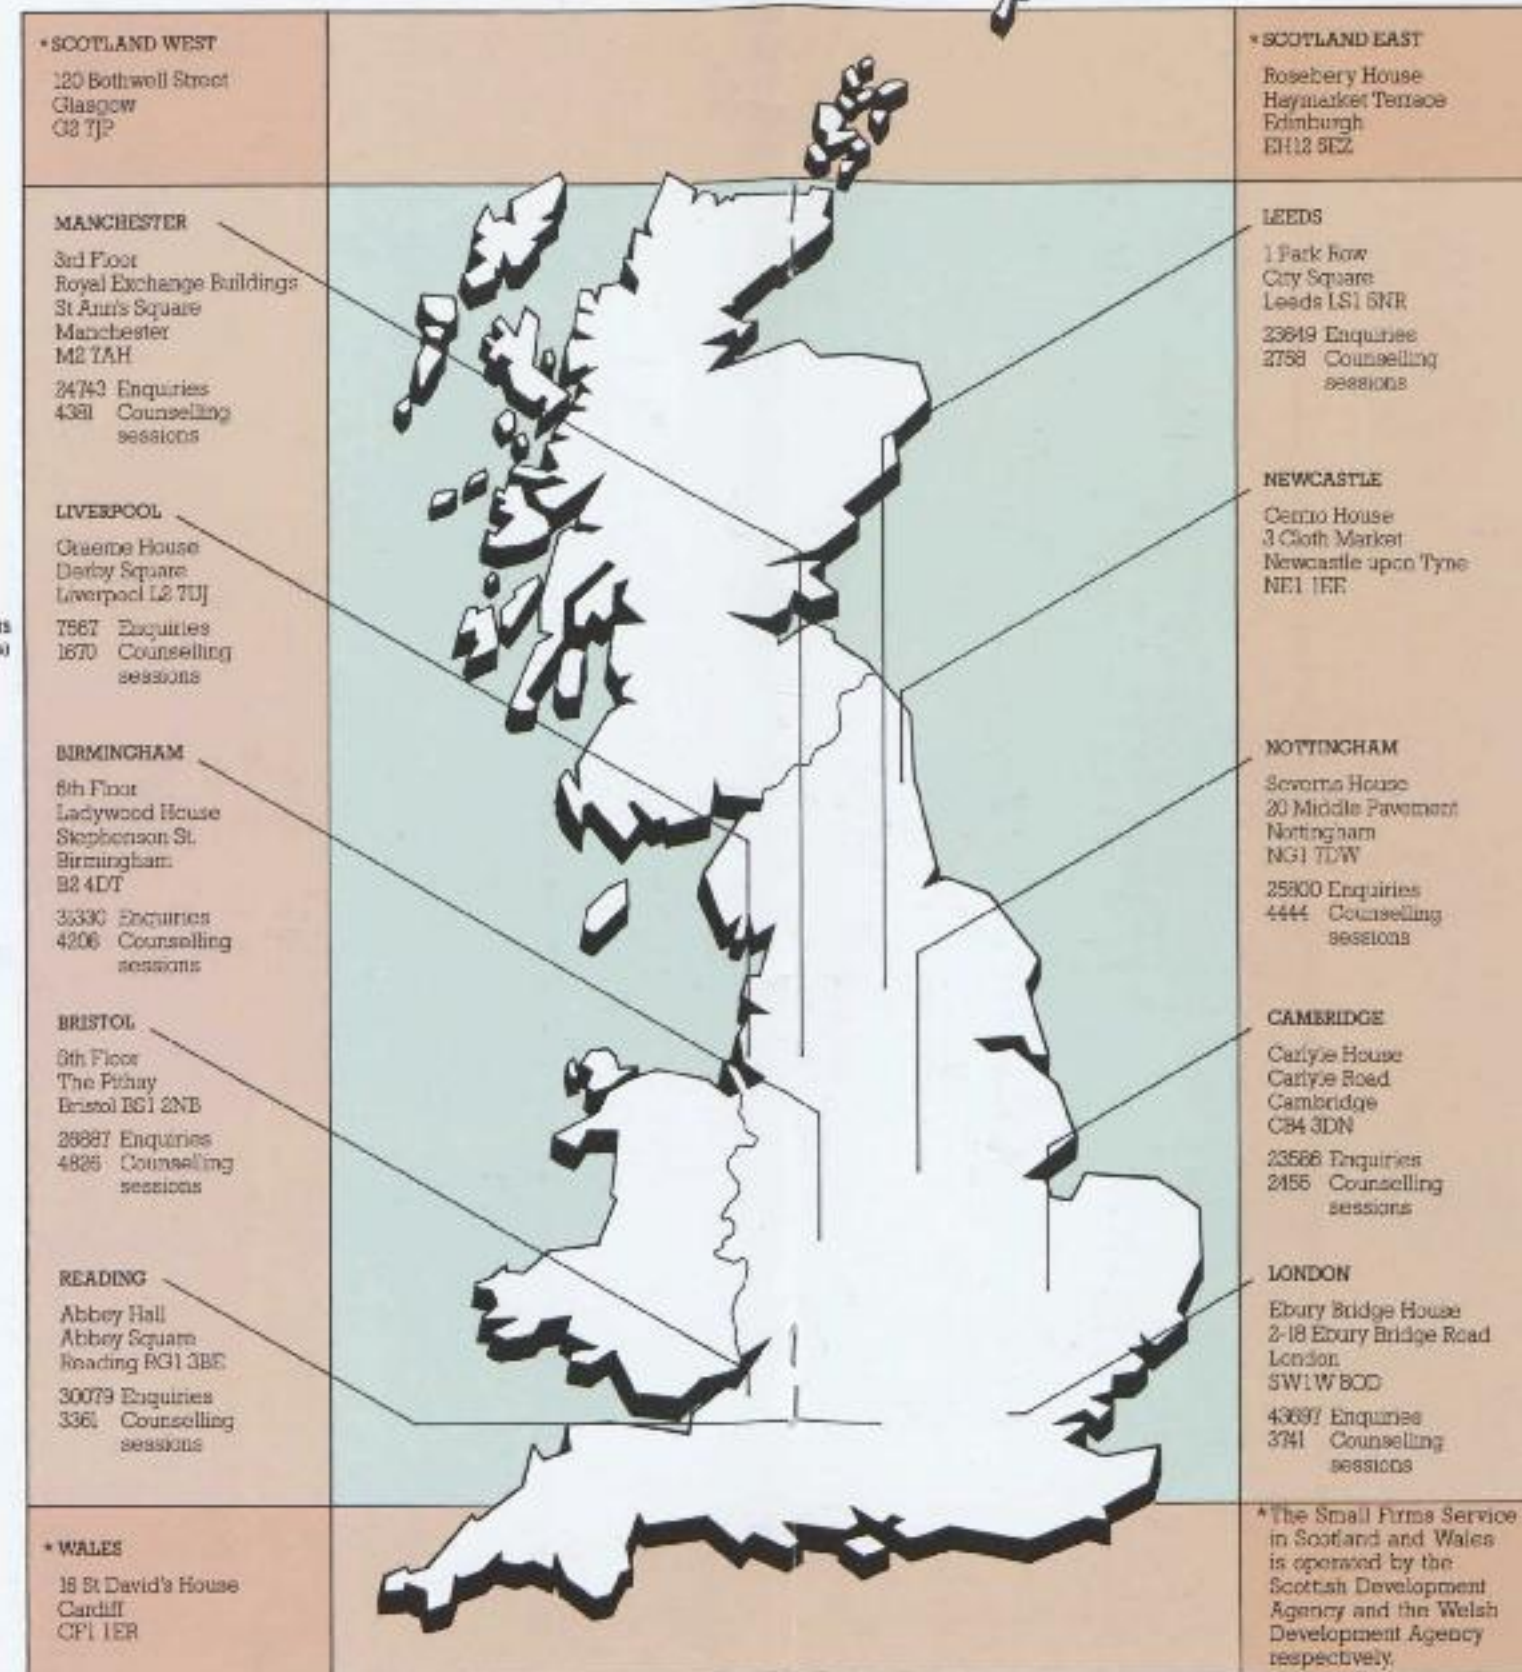 * SCOTLAND WEST
120 Bothwell Street
Glasgow
G2 7JP
MANCHESTER
3rd Floor
Royal Exchange Buildings
St Ann's Square
Manchester
M2 7AH
24743 Enquiries
4381 Counselling
sessions
LIVERPOOL
Graeme House
Derby Square
Liverpool L2 7UJ
7567 Enquiries
1670 Counselling
sessions
BIRMINGHAM
6th Floor
Ladywood House
Stephenson St.
Birmingham
B2 4DT
31330 Enquiries
4206 Counselling
sessions
BRISTOL
Floor
The Pithay
Bristol BS1 2NB
26887 Enquiries
4826 Counselling
sessions
READING
Abbey Hall
Abbey Square
Reading RG1 3BE
30079 Enquiries
3361 Counselling
sessions
* WALES
16 St David's House
Cardiff
CF1 1ER
* SCOTLAND EAST
Rosebery House
Haymarket Terrace
Edinburgh
EH12 5EZ
LEEDS
1 Park Row
City Square
Leeds LS1 5NR
23649 Enquiries
2758 Counselling
sessions
NEWCASTLE
Centro House
3 Cloth Market
Newcastle upon Tyne
NE1 1EE
NOTTINGHAM
Severns House
20 Middle Pavement
Nottingham
NG1 7DW
25800 Enquiries
4444 Counselling
sessions
CAMBRIDGE
Carlyle House
Carlyle Road
Cambridge
CB4 3DN
23586 Enquiries
2455 Counselling
sessions
LONDON
Ebury Bridge House
2-18 Ebury Bridge Road
London
SW1W
43697 Enquiries
3741 Counselling
sessions
* The Small Firms Service
in Scotland and Wales
is operated by the
Scottish Development
Agency and the Welsh
Development Agency
respectively.